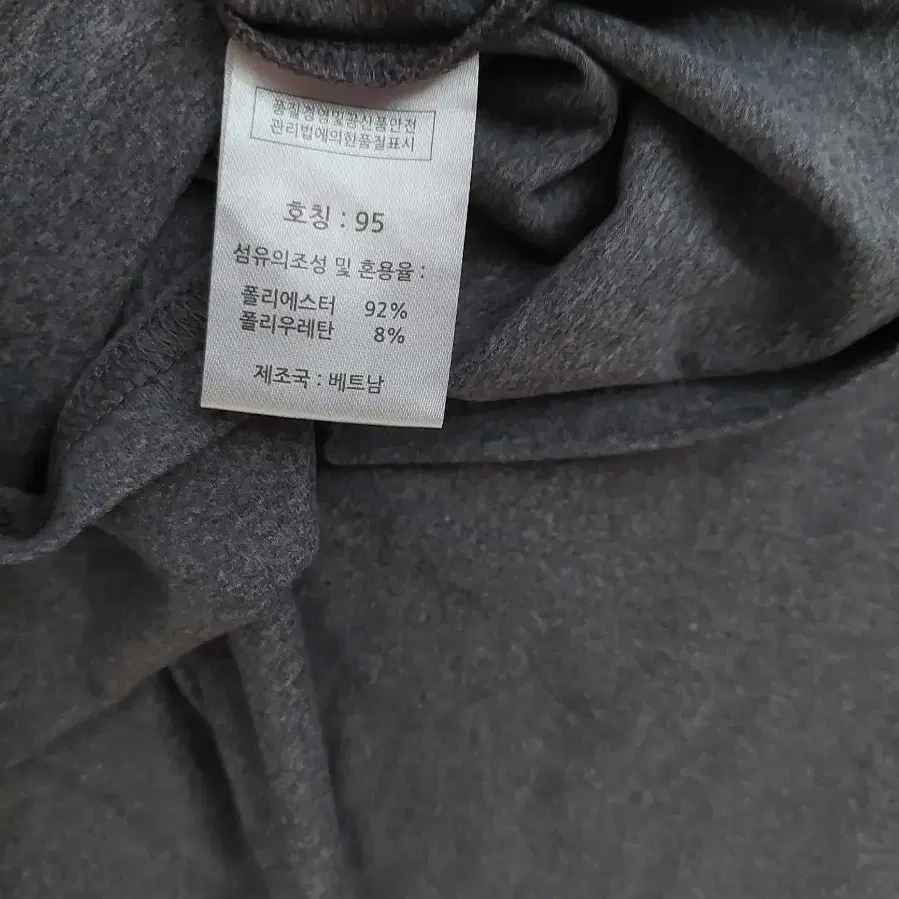 품질경영및공산품안전
관리법에의한품질표시
호칭 : 95
섬유의조성 및 혼용율 :
폴리에스터 92%
폴리우레탄 8%
제조국 : 베트남